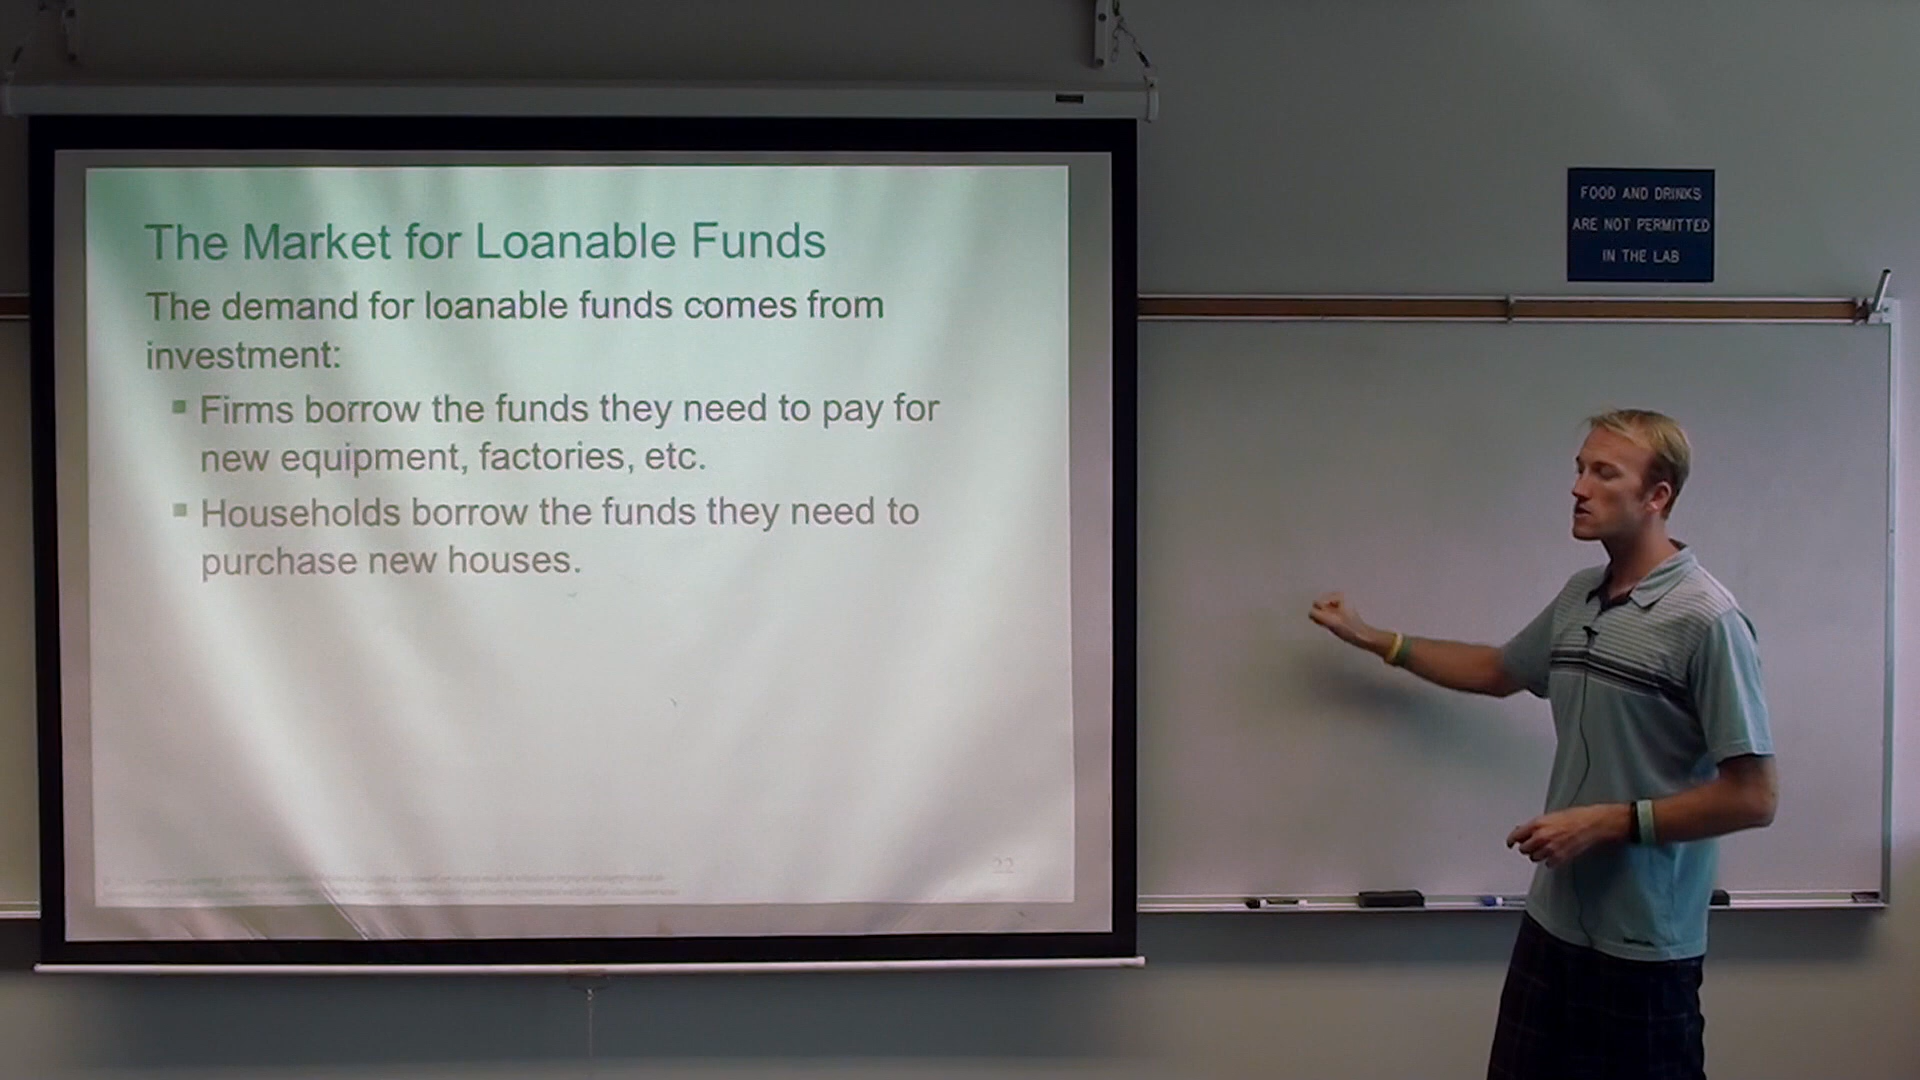 The Market for Loanable Funds
The demand for loanable funds comes from
investment:
▪ Firms borrow the funds they need to pay for
new equipment, factories, etc.
▪ Households borrow the funds they need to
purchase new houses.
22
FOOD AND DRINKS
ARE NOT PERMITTED
IN THE LAB